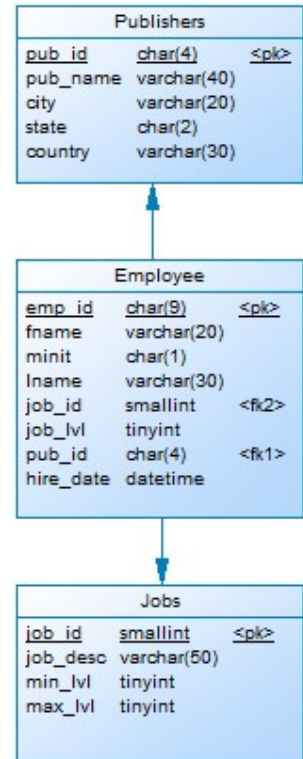 Publishers
pub_id char(4) <pk>
pub_name varchar(40)
city varchar(20)
state char(2)
country varchar(30)
Employee
emp_id char(9) <pk>
fname varchar(20)
minit char(1)
lname varchar(30)
job_id smallint <fk2>
job_lvl tinyint
pub_id char(4) <fk1>
hire_date datetime
Jobs
job_id smallint <pk>
job_desc varchar(50)
min_lvl tinyint
max_lvl tinyint